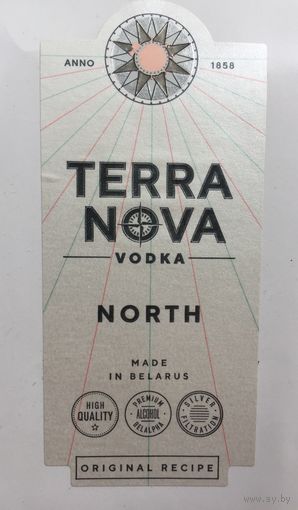 ANNO 1858
TERRA
NOVA
VODKA
NORTH
MADE
IN BELARUS
HIGH
QUALITY
PREMIUM
ALCOHOL
BELALPHA
SILVER
FILTRATION
ORIGINAL RECIPE
www.ay.by